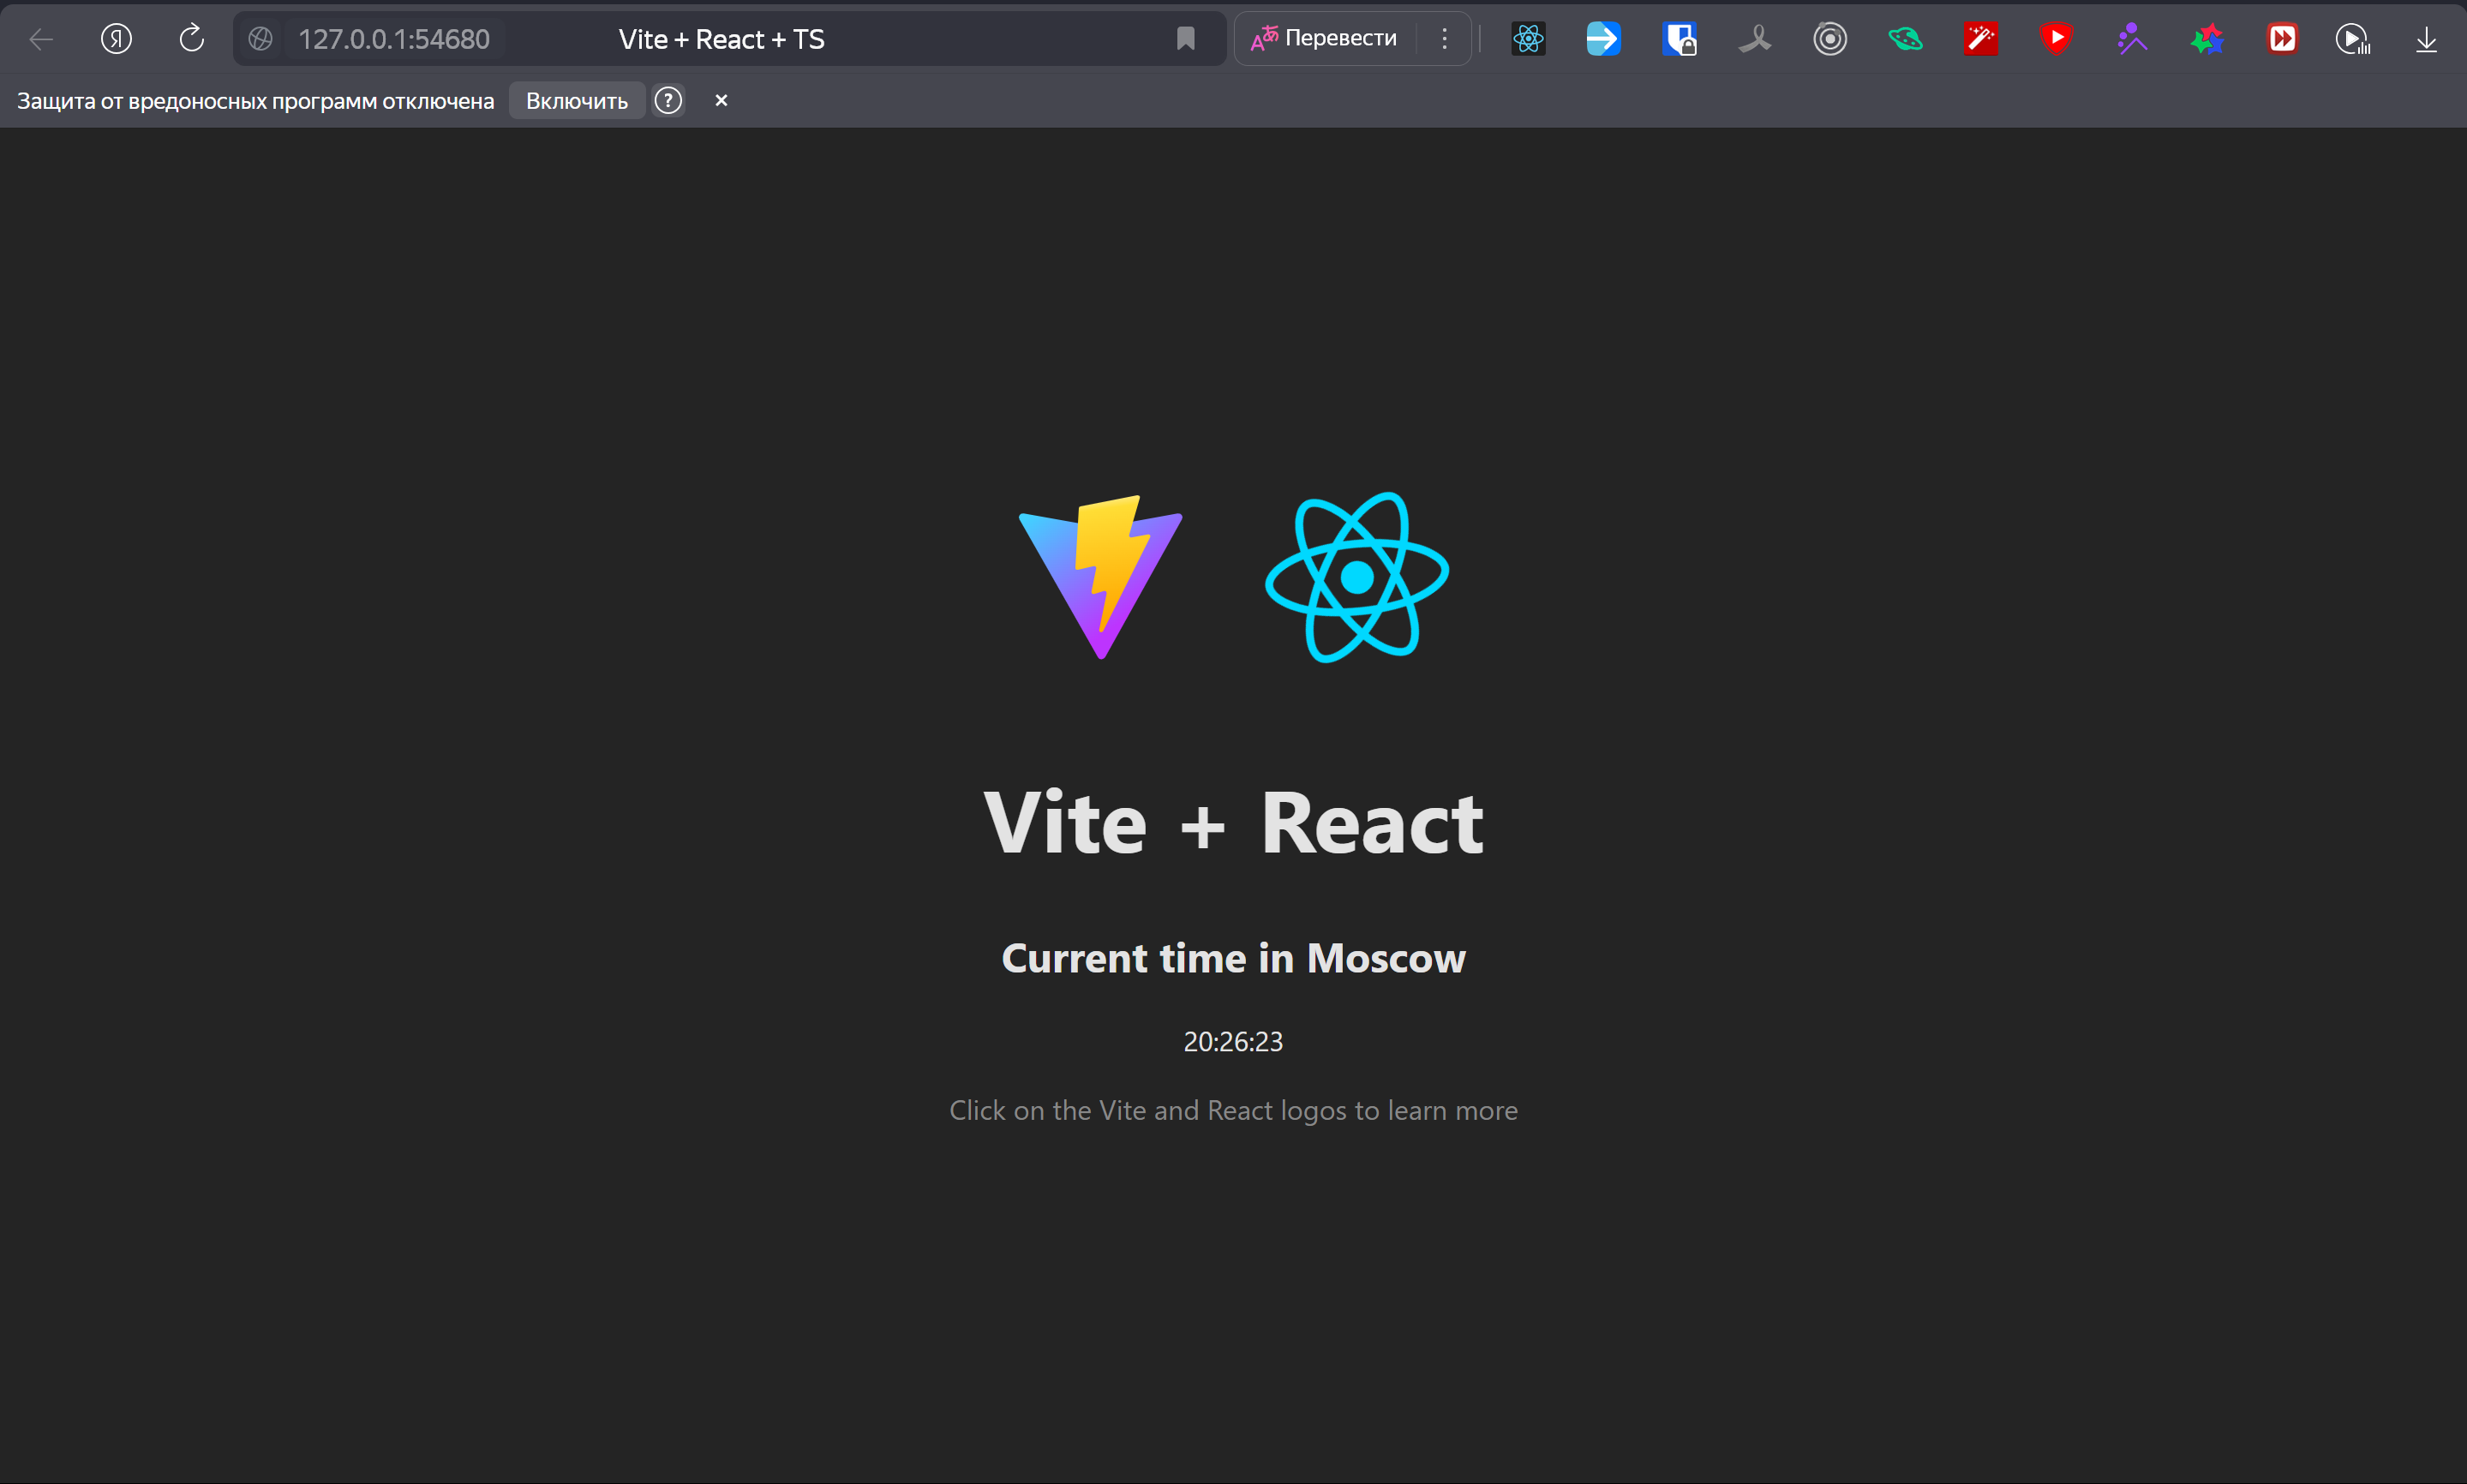 127.0.0.1:54680 Vite + React + TS Перевести
Защита от вредоносных программ отключена Включить
Vite + React
Current time in Moscow
20:26:23
Click on the Vite and React logos to learn more